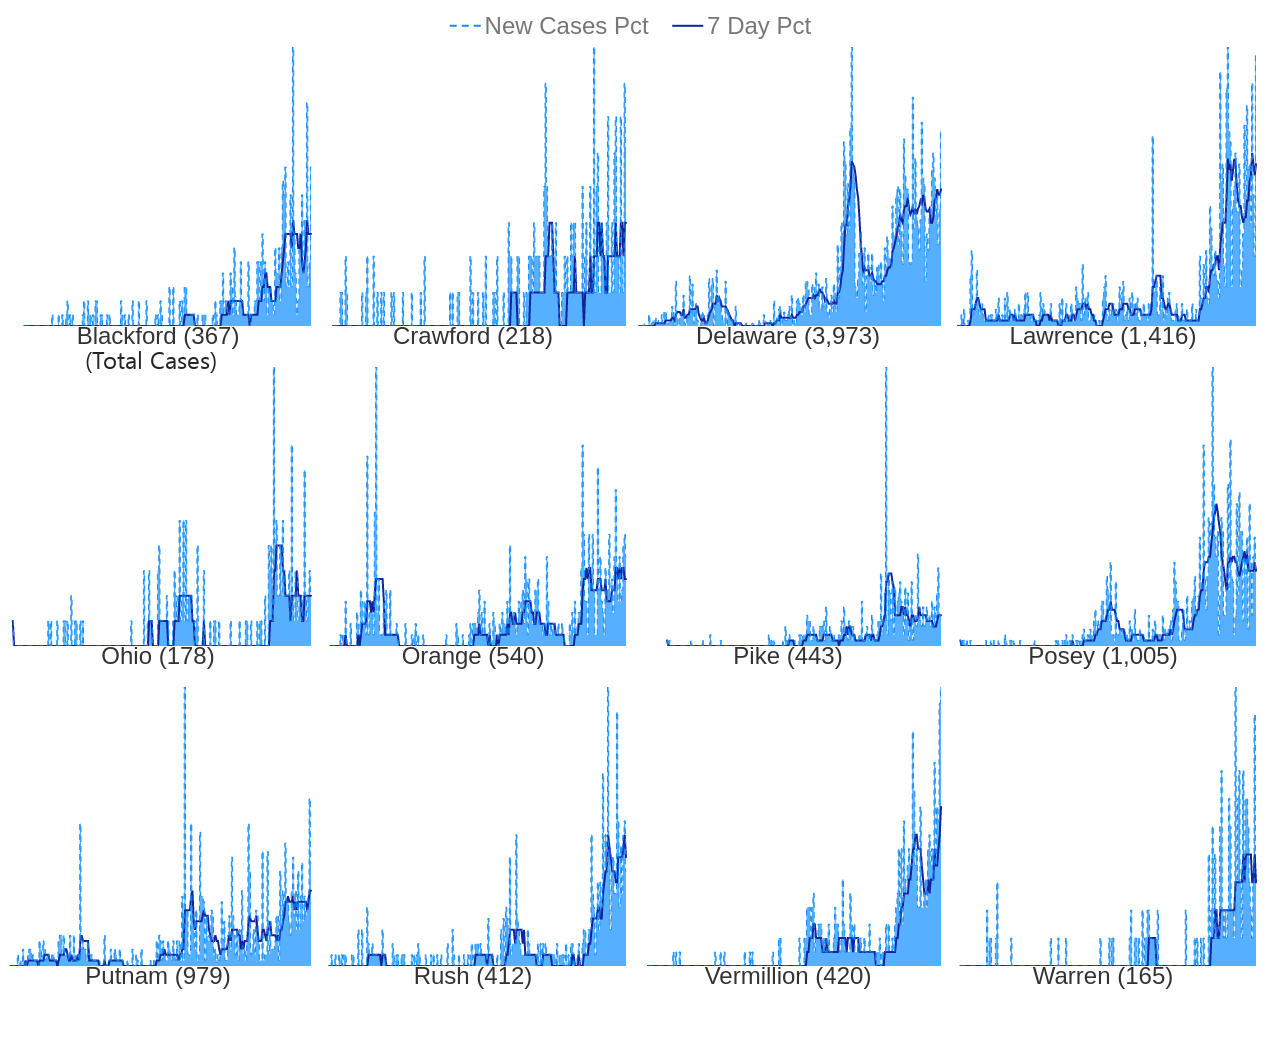 New Cases Pct 7 Day Pct
Blackford (367) Crawford (218) Delaware (3,973) Lawrence (1,416)
(Total Cases)
Ohio (178) Orange (540) Pike (443) Posey (1,005)
Putnam (979) Rush (412) Vermillion (420) Warren (165)